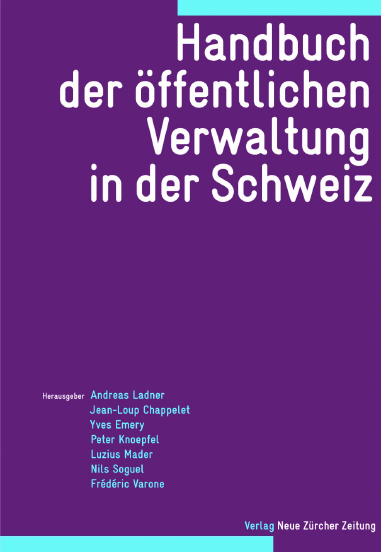 Handbuch
der öffentlichen
Verwaltung
in der Schweiz
Herausgeber Andreas Ladner
Jean-Loup Chappelet
Yves Emery
Peter Knoepfel
Luzius Mader
Nils Soguel
Frédéric Varone
Verlag Neue Zürcher Zeitung